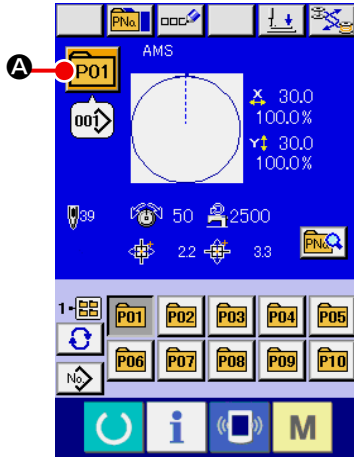 PNo.
A
AMS
P01
001
X 30.0
100.0%
Y 30.0
100.0%
39 50 2500
2.2 3.3
PNo.
1
P01 P02 P03 P04 P05
P06 P07 P08 P09 P10
No.
i M